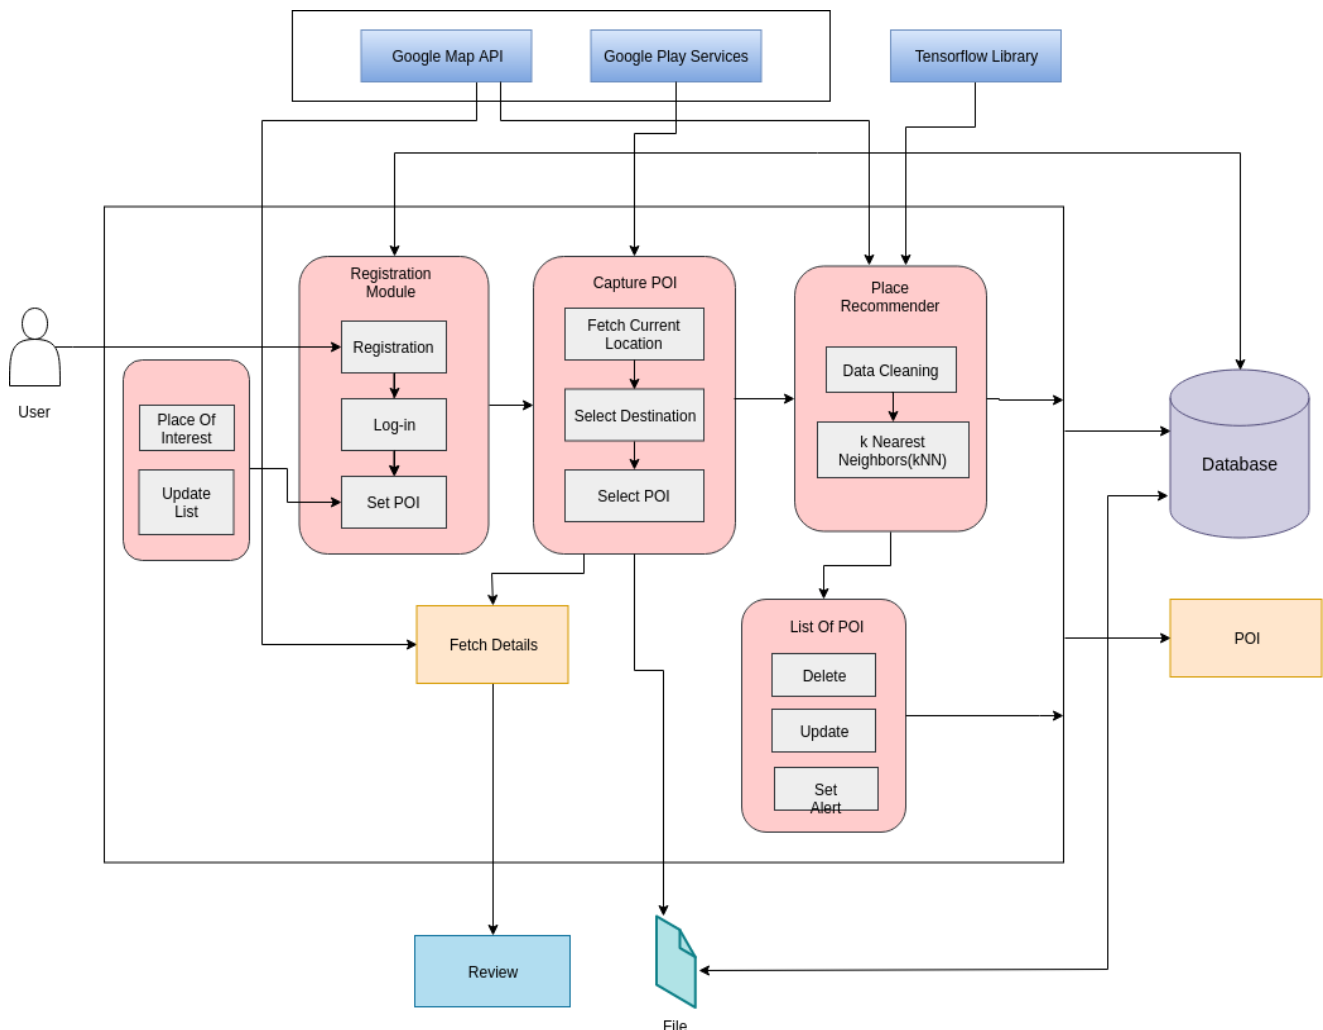 Google Map API
Google Play Services
Tensorflow Library
Registration
Module
Registration
Log-in
Set POI
Capture POI
Fetch Current
Location
Select Destination
Select POI
Place
Recommender
Data Cleaning
k Nearest
Neighbors(kNN)
User
Place Of
Interest
Update
List
Database
Fetch Details
List Of POI
Delete
Update
Set
Alert
POI
Review
File